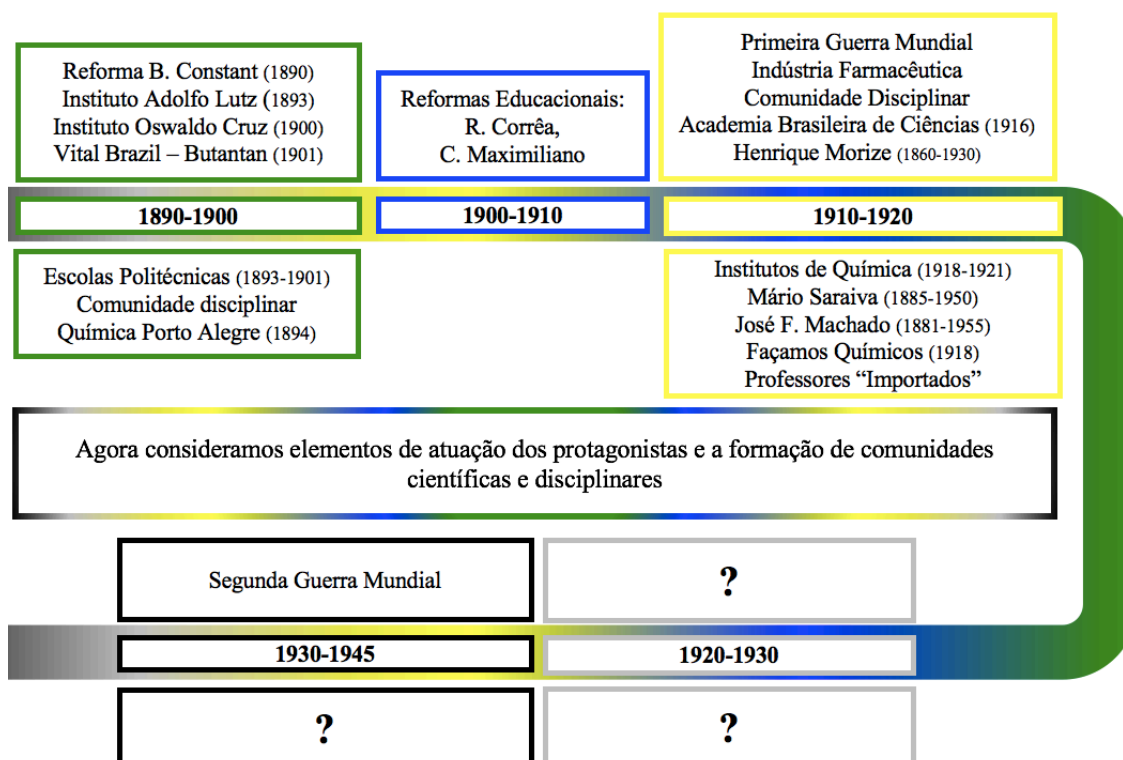 Reforma B. Constant (1890)
Instituto Adolfo Lutz (1893)
Instituto Oswaldo Cruz (1900)
Vital Brazil – Butantan (1901)
Reformas Educacionais:
R. Corrêa,
C. Maximiliano
Primeira Guerra Mundial
Indústria Farmacêutica
Comunidade Disciplinar
Academia Brasileira de Ciências (1916)
Henrique Morize (1860-1930)
1890-1900
1900-1910
1910-1920
Escolas Politécnicas (1893-1901)
Comunidade disciplinar
Química Porto Alegre (1894)
Institutos de Química (1918-1921)
Mário Saraiva (1885-1950)
José F. Machado (1881-1955)
Façamos Químicos (1918)
Professores “Importados”
Agora consideramos elementos de atuação dos protagonistas e a formação de comunidades
científicas e disciplinares
Segunda Guerra Mundial
?
1930-1945
1920-1930
?
?